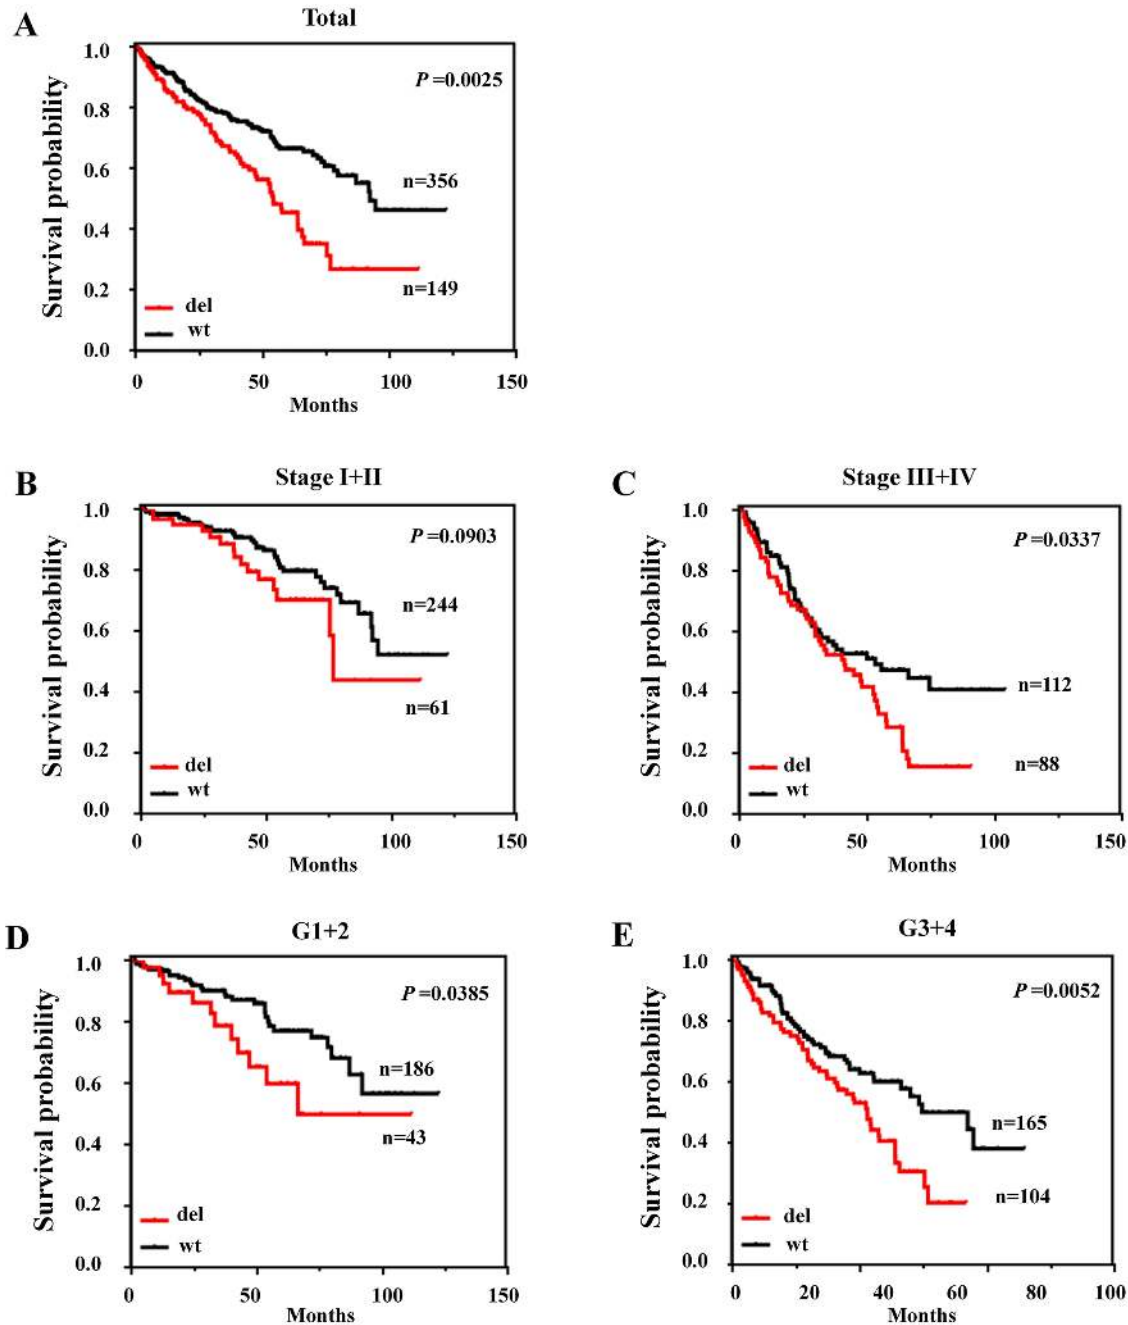 A
Total
Survival probability
1.0
0.8
0.6
0.4
0.2
0.0
P =0.0025
n=356
n=149
del
wt
0 50 100 150
Months
B
Stage I+II
Survival probability
1.0
0.8
0.6
0.4
0.2
0.0
P =0.0903
n=244
n=61
del
wt
0 50 100 150
Months
C
Stage III+IV
Survival probability
1.0
0.8
0.6
0.4
0.2
0.0
P =0.0337
n=112
n=88
del
wt
0 50 100 150
Months
D
G1+2
Survival probability
1.0
0.8
0.6
0.4
0.2
0.0
P =0.0385
n=186
n=43
del
wt
0 50 100 150
Months
E
G3+4
Survival probability
1.0
0.8
0.6
0.4
0.2
0.0
P =0.0052
n=165
n=104
del
wt
0 20 40 60 80 100
Months